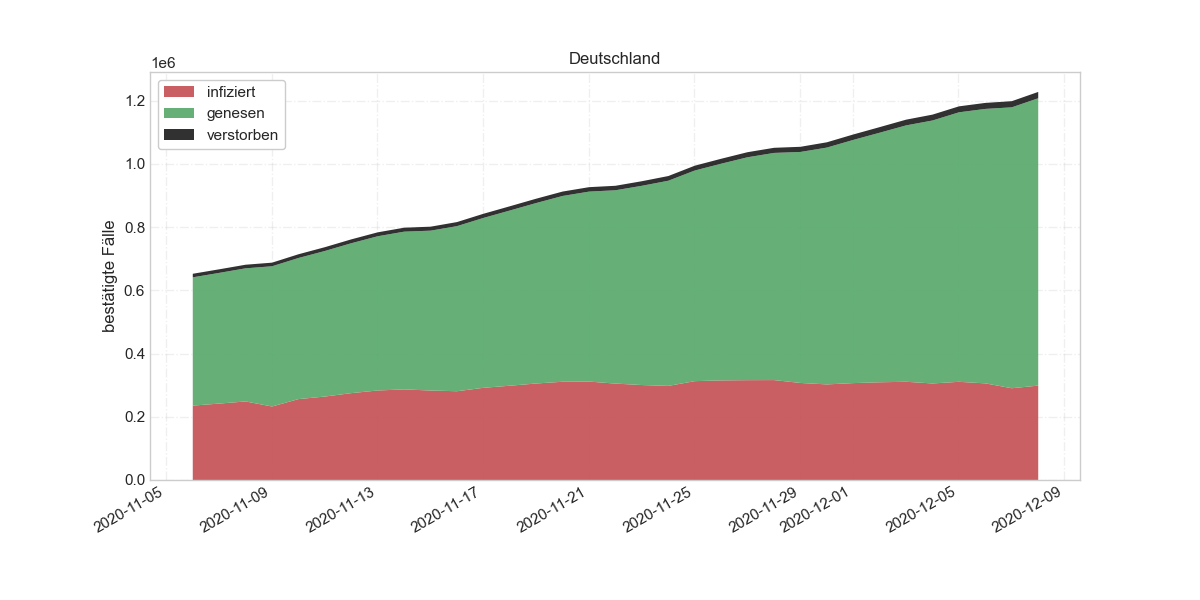 Deutschland
1e6
infiziert
genesen
verstorben
bestätigte Fälle
1.2
1.0
0.8
0.6
0.4
0.2
0.0
2020-11-05
2020-11-09
2020-11-13
2020-11-17
2020-11-21
2020-11-25
2020-11-29
2020-12-01
2020-12-05
2020-12-09